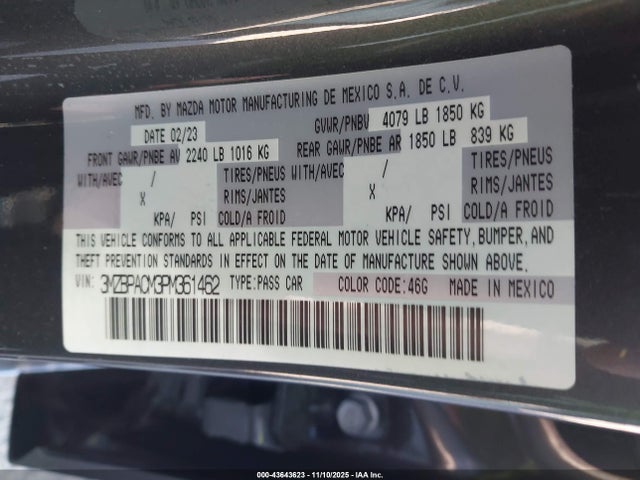 MFD. BY MAZDA MOTOR MANUFACTURING DE MEXICO S.A. DE C.V.
DATE 02/23 GVWR/PNBV 4079 LB 1850 KG
FRONT GAWR/PNBE AV 2240 LB 1016 KG REAR GAWR/PNBE AR 1850 LB 839 KG
WITH/AVEC / TIRES/PNEUS WITH/AVEC / TIRES/PNEUS
X RIMS/JANTES X RIMS/JANTES
KPA/ PSI COLD/A FROID KPA/ PSI COLD/A FROID
THIS VEHICLE CONFORMS TO ALL APPLICABLE FEDERAL MOTOR VEHICLE SAFETY, BUMPER, AND
THEFT PREVENTION STANDARDS IN EFFECT ON THE DATE OF MANUFACTURE SHOWN ABOVE.
VIN: 3MZBPACM3PM361462 TYPE:PASS CAR COLOR CODE:46G MADE IN MEXICO
000-43643623 - 11/10/2025 - IAA Inc.